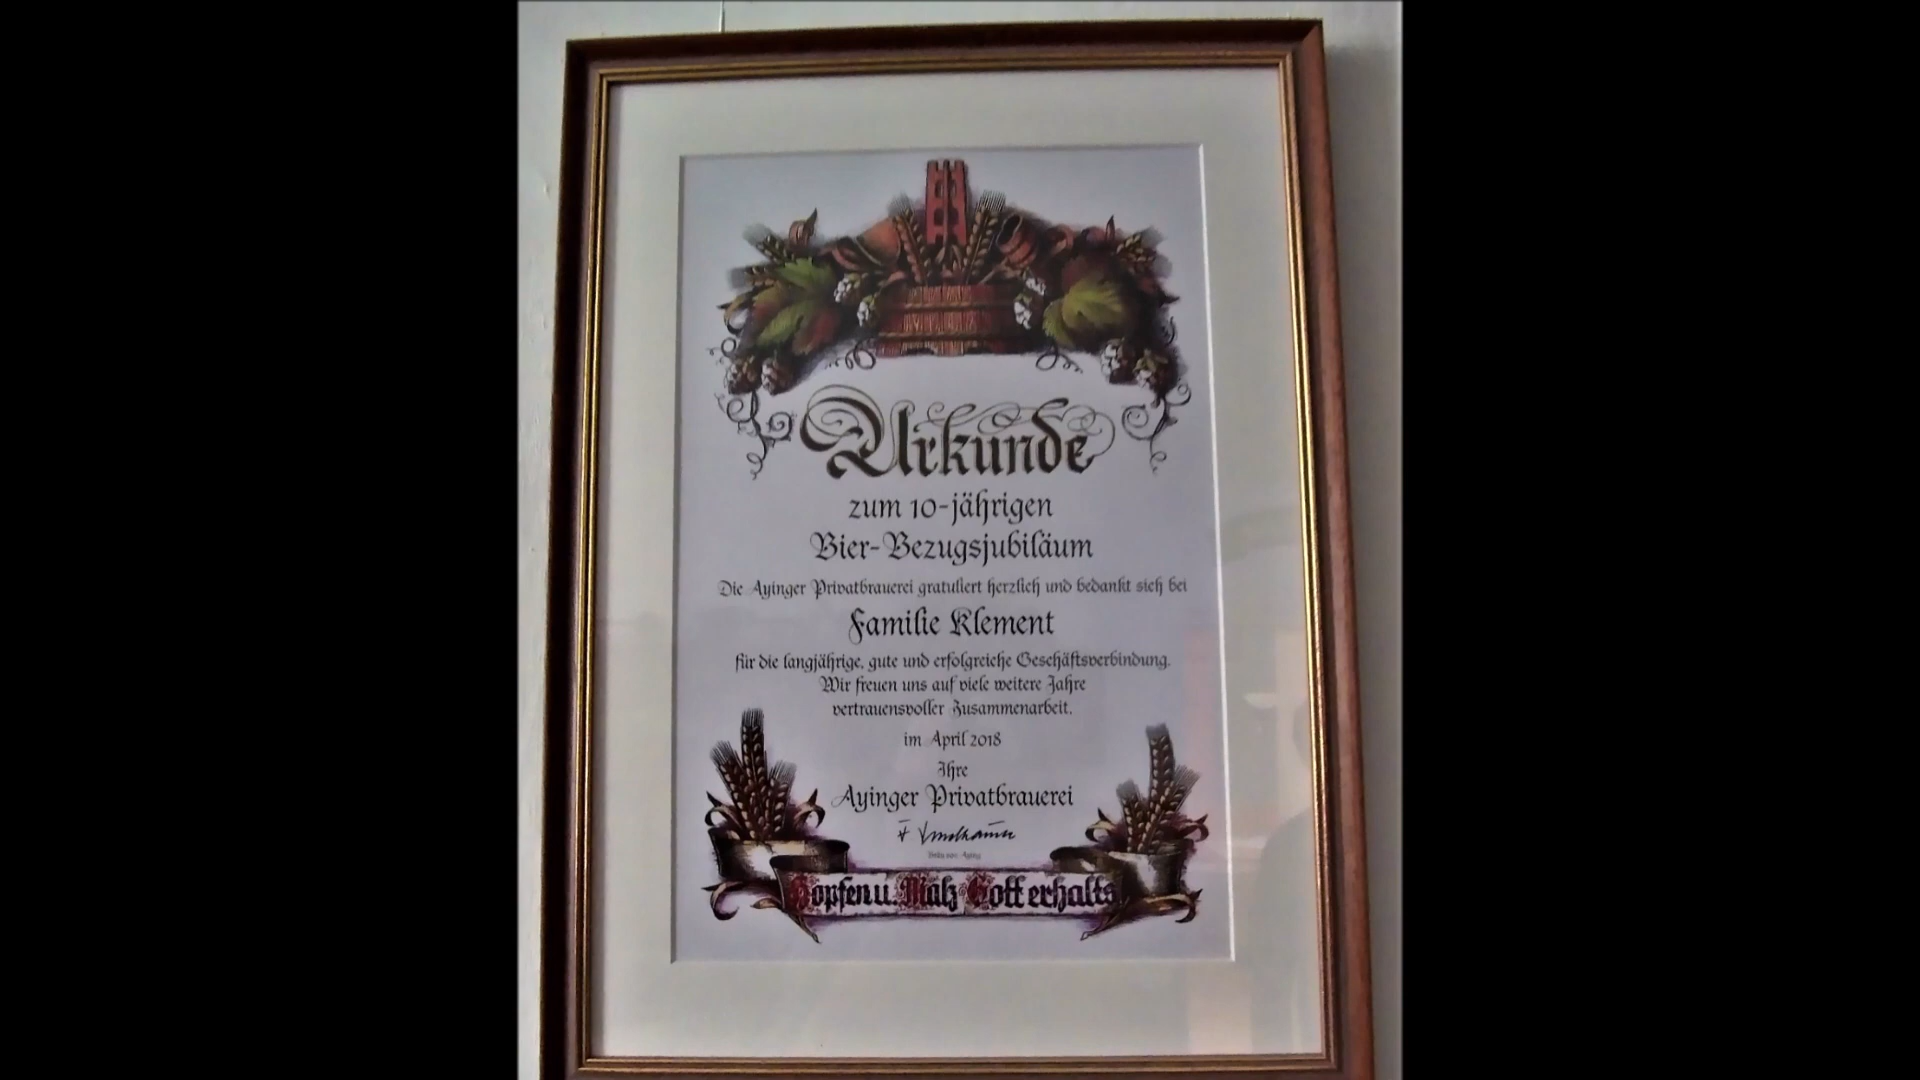 Urkunde
zum 10-jährigen
Bier-Bezugsjubiläum
Die Ayinger Privatbrauerei gratuliert herzlich und bedankt sich bei
Familie Klement
für die langjährige, gute und erfolgreiche Geschäftsverbindung.
Wir freuen uns auf viele weitere Jahre
vertrauensvoller Zusammenarbeit.
im April 2018
Ihre
Ayinger Privatbrauerei
Hopfen u. Malz Gott erhalts